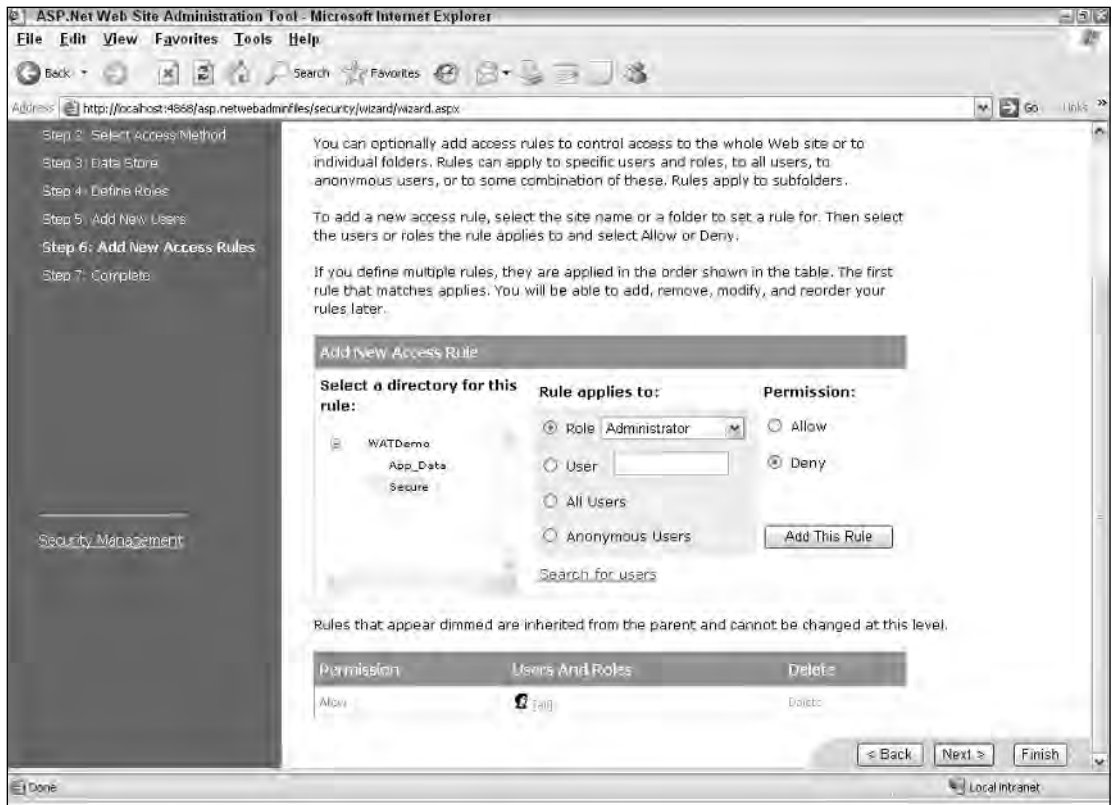 ASP.Net Web Site Administration Tool - Microsoft Internet Explorer
File Edit View Favorites Tools Help
Back Search Favorites
Address http://localhost:4868/asp.netwebadminfiles/security/wizard/wizard.aspx Go Links »
Step 2: Select Access Method
Step 3: Data Store
Step 4: Define Roles
Step 5: Add New Users
Step 6: Add New Access Rules
Step 7: Complete
Security Management
You can optionally add access rules to control access to the whole Web site or to
individual folders. Rules can apply to specific users and roles, to all users, to
anonymous users, or to some combination of these. Rules apply to subfolders.
To add a new access rule, select the site name or a folder to set a rule for. Then select
the users or roles the rule applies to and select Allow or Deny.
If you define multiple rules, they are applied in the order shown in the table. The first
rule that matches applies. You will be able to add, remove, modify, and reorder your
rules later.
Add New Access Rule
Select a directory for this
rule:
WATDemo
App_Data
Secure
Rule applies to:
Role Administrator
User
All Users
Anonymous Users
Search for users
Permission:
Allow
Deny
Add This Rule
Rules that appear dimmed are inherited from the parent and cannot be changed at this level.
Permission Users And Roles Delete
Allow [all] Delete
< Back Next > Finish
Done Local intranet